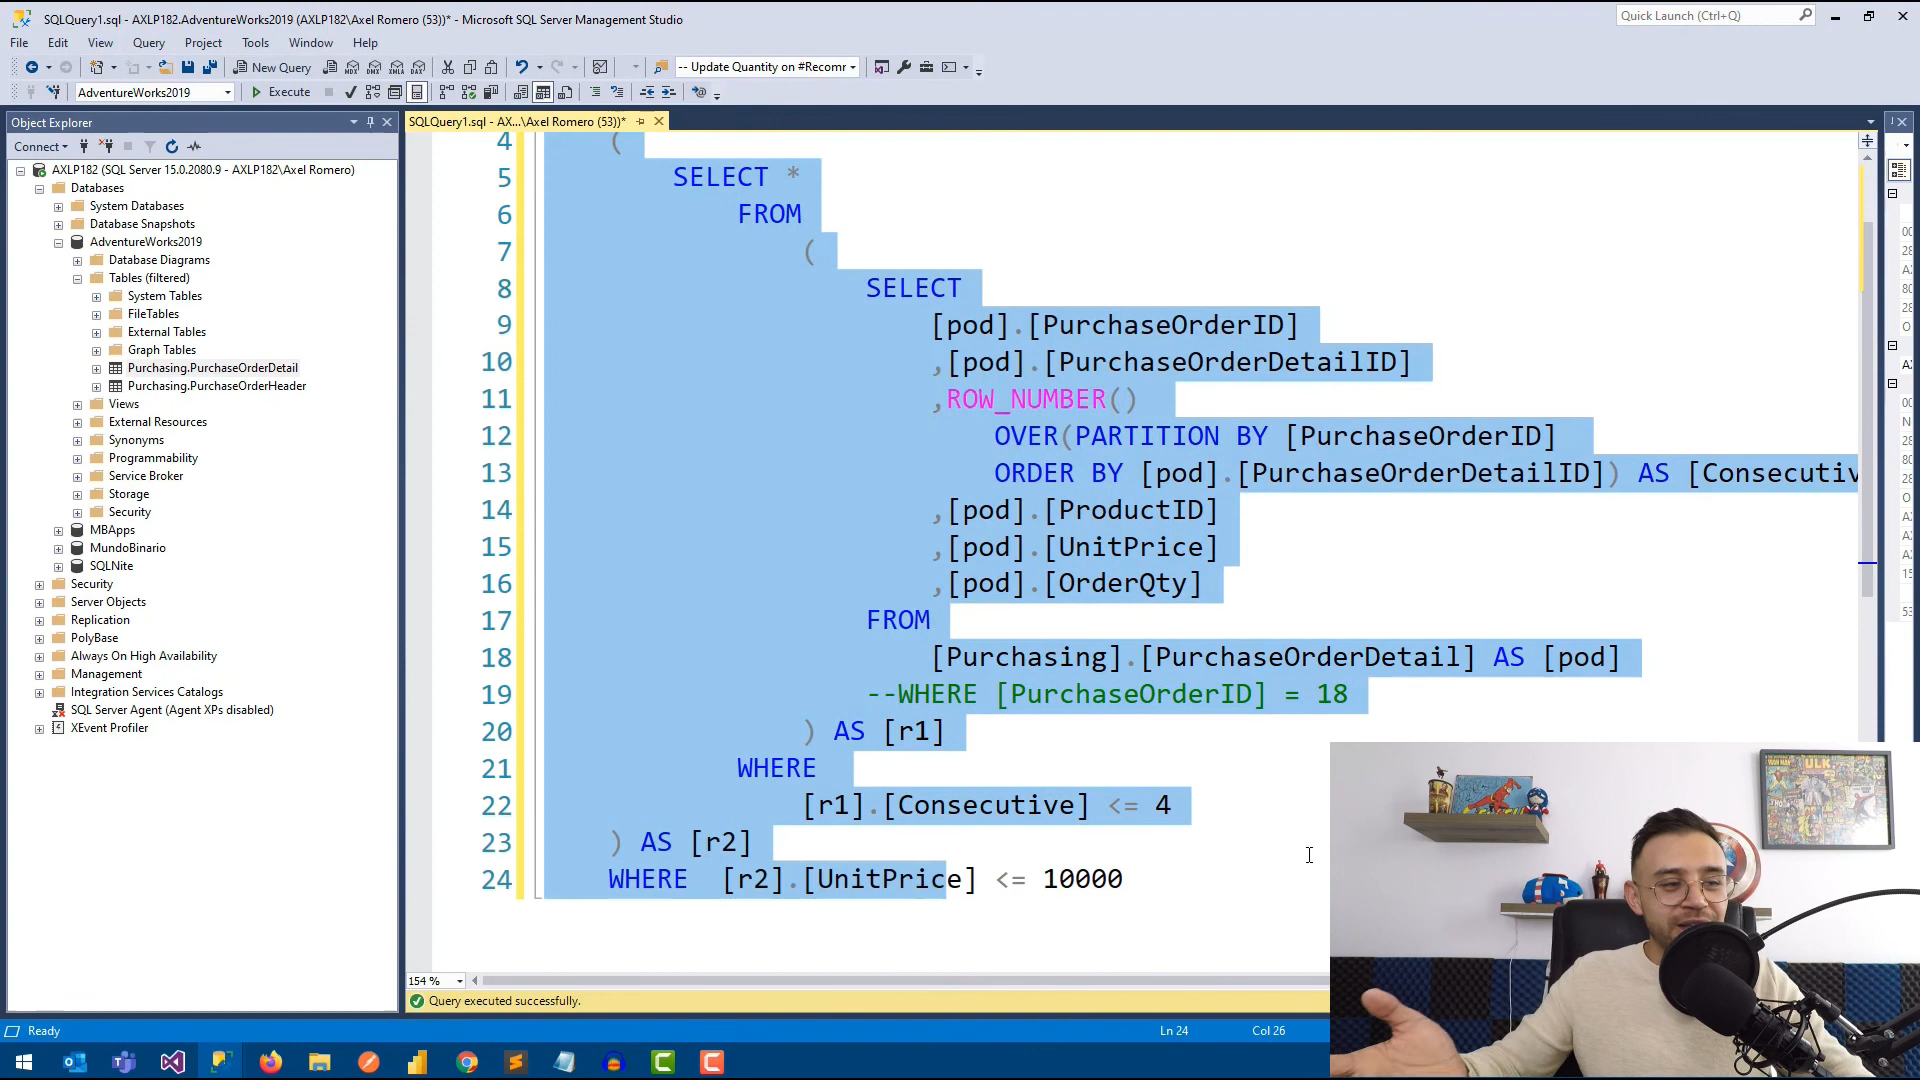 SQLQuery1.sql - AXLP182.AdventureWorks2019 (AXLP182\Axel Romero (53))* - Microsoft SQL Server Management Studio
Quick Launch (Ctrl+Q)
File Edit View Query Project Tools Window Help
New Query
-- Update Quantity on #Recomr
AdventureWorks2019
Execute
Object Explorer
SQLQuery1.sql - AX...\Axel Romero (53))*
Connect
AXLP182 (SQL Server 15.0.2080.9 - AXLP182\Axel Romero)
Databases
System Databases
Database Snapshots
AdventureWorks2019
Database Diagrams
Tables (filtered)
System Tables
FileTables
External Tables
Graph Tables
Purchasing.PurchaseOrderDetail
Purchasing.PurchaseOrderHeader
Views
External Resources
Synonyms
Programmability
Service Broker
Storage
Security
MBApps
MundoBinario
SQLNite
Security
Server Objects
Replication
PolyBase
Always On High Availability
Management
Integration Services Catalogs
SQL Server Agent (Agent XPs disabled)
XEvent Profiler
4 (
5 SELECT *
6 FROM
7 (
8 SELECT
9 [pod].[PurchaseOrderID]
10 ,[pod].[PurchaseOrderDetailID]
11 ,ROW_NUMBER()
12 OVER(PARTITION BY [PurchaseOrderID]
13 ORDER BY [pod].[PurchaseOrderDetailID]) AS [Consecutiv
14 ,[pod].[ProductID]
15 ,[pod].[UnitPrice]
16 ,[pod].[OrderQty]
17 FROM
18 [Purchasing].[PurchaseOrderDetail] AS [pod]
19 --WHERE [PurchaseOrderID] = 18
20 ) AS [r1]
21 WHERE
22 [r1].[Consecutive] <= 4
23 ) AS [r2]
24 WHERE [r2].[UnitPrice] <= 10000
154 %
Query executed successfully.
Ready
Ln 24
Col 26